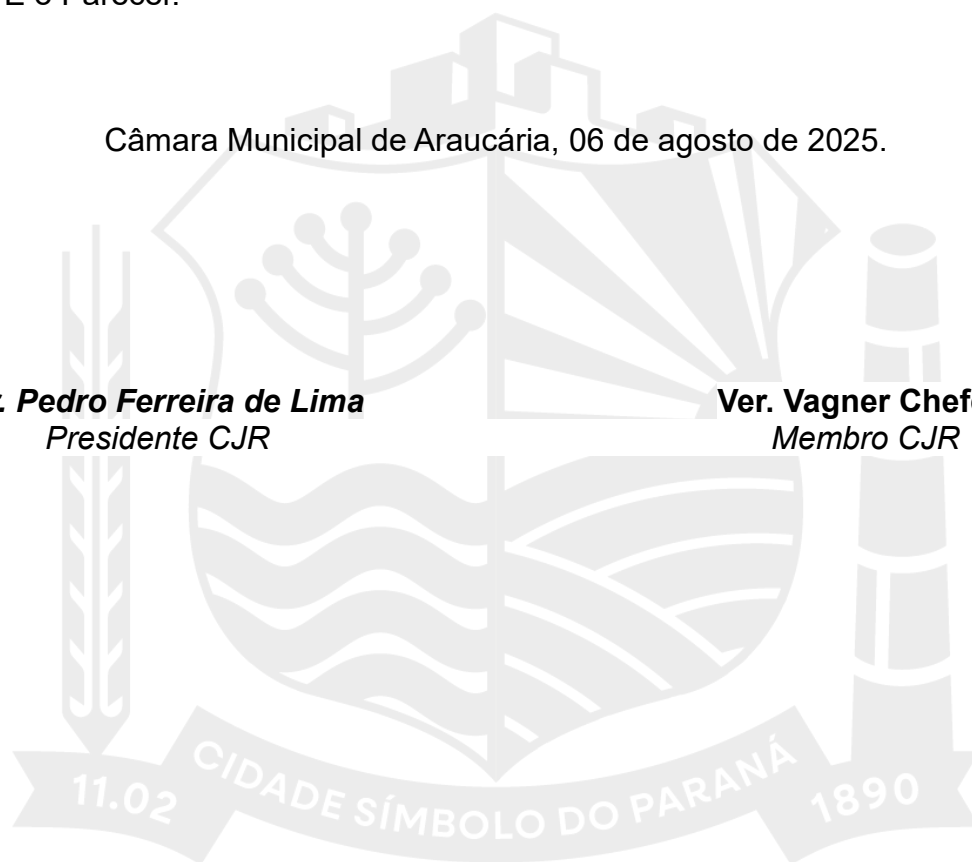 É o Parecer.
Câmara Municipal de Araucária, 06 de agosto de 2025.
Pedro Ferreira de Lima
Ver. Vagner
Presidente CJR
Membro CJR
11.02
CIDADE SÍMBOLO DO PARANÁ
1890